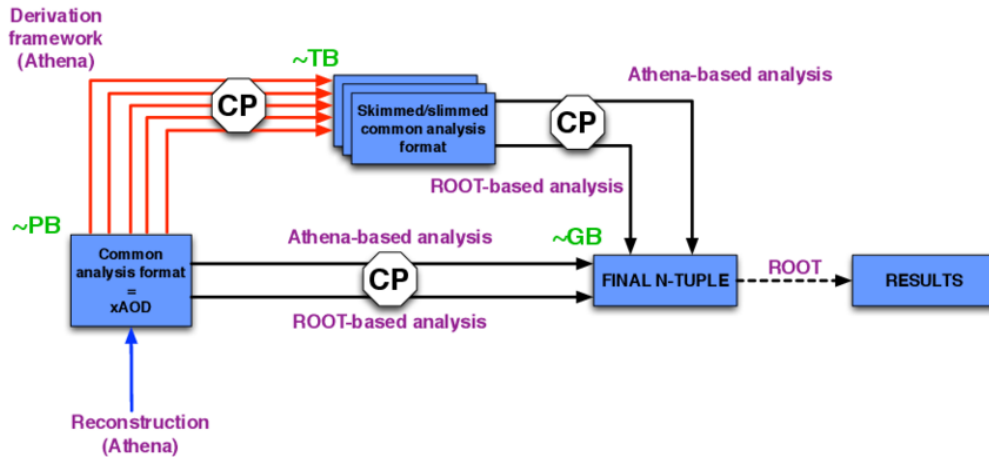 Derivation
framework
(Athena)
~TB
CP
Skimmed/slimmed
common analysis
format
CP
Athena-based analysis
ROOT-based analysis
~PB
Common
analysis format
=
xAOD
Athena-based analysis
CP
ROOT-based analysis
~GB
FINAL N-TUPLE
ROOT
RESULTS
Reconstruction
(Athena)